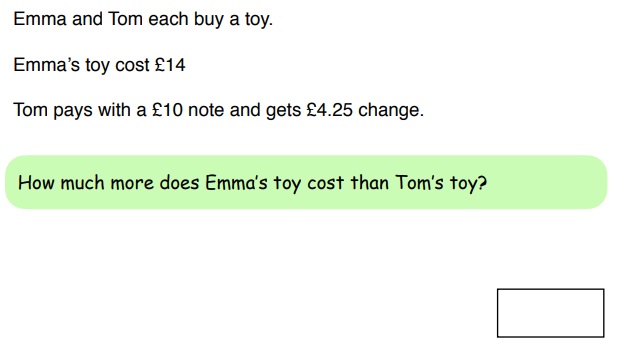 Emma and Tom each buy a toy.
Emma’s toy cost £14
Tom pays with a £10 note and gets £4.25 change.
How much more does Emma’s toy cost than Tom’s toy?